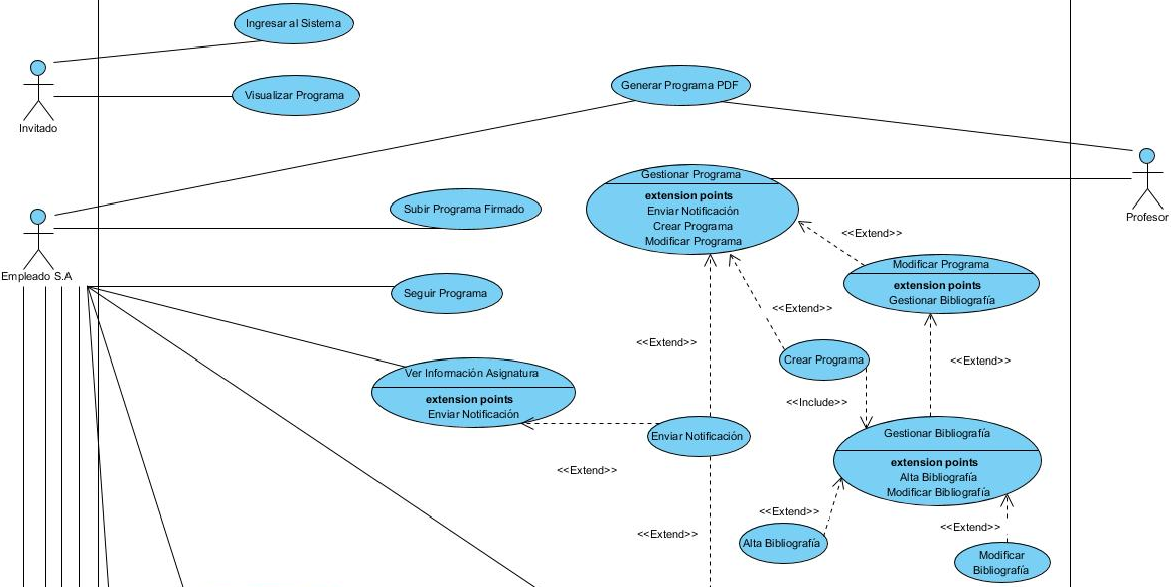 Ingresar al Sistema
Visualizar Programa
Invitado
Generar Programa PDF
Profesor
Empleado S.A
Subir Programa Firmado
Gestionar Programa
extension points
Enviar Notificación
Crear Programa
Modificar Programa
<<Extend>>
Modificar Programa
extension points
Gestionar Bibliografía
Seguir Programa
<<Extend>>
<<Extend>>
Crear Programa
<<Extend>>
Ver Información Asignatura
extension points
Enviar Notificación
<<Include>>
Enviar Notificación
Gestionar Bibliografía
extension points
Alta Bibliografía
Modificar Bibliografía
<<Extend>>
<<Extend>>
<<Extend>>
<<Extend>>
Alta Bibliografía
Modificar
Bibliografía